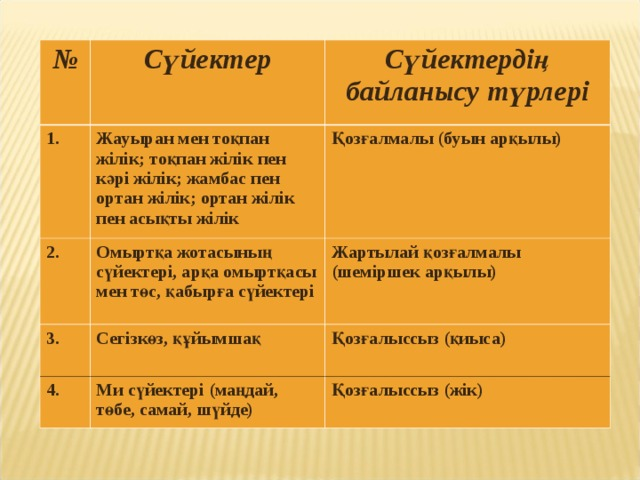 № Сүйектер Сүйектердің
байланысу түрлері
1. Жауыран мен тоқпан Қозғалмалы (буын арқылы)
жілік; тоқпан жілік пен
кәрі жілік; жамбас пен
ортан жілік; ортан жілік
пен асықты жілік
2. Омыртқа жотасының Жартылай қозғалмалы
сүйектері, арқа омыртқасы (шеміршек арқылы)
мен төс, қабырға сүйектері
3. Сегізкөз, құйымшақ Қозғалыссыз (қиыса)
4. Ми сүйектері (маңдай, Қозғалыссыз (жік)
төбе, самай, шүйде)